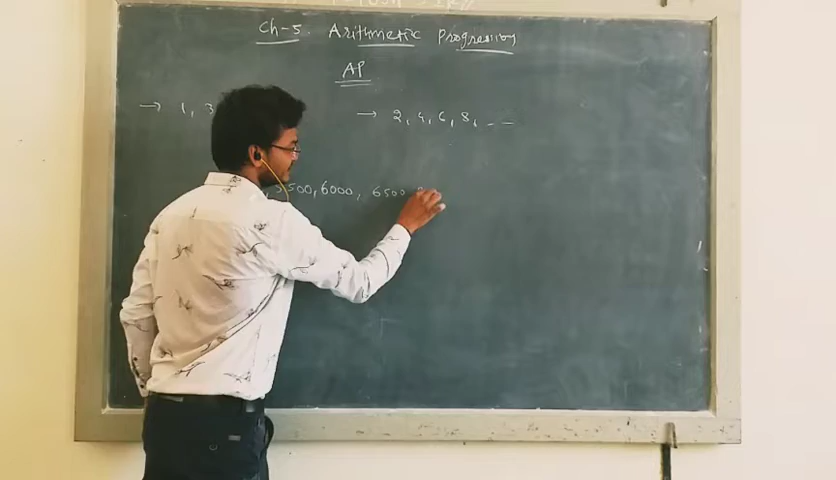 Ch-5. Arithmetic Progression
AP
→ 1, 3
→ 2, 4, 6, 8, _ _
, 5500, 6000, 6500